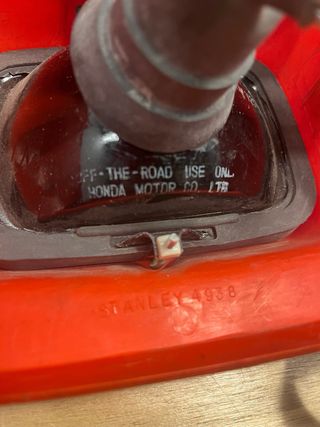 FF-THE-ROAD USE ONL
HONDA MOTOR CO. LTD
STANLEY 4938